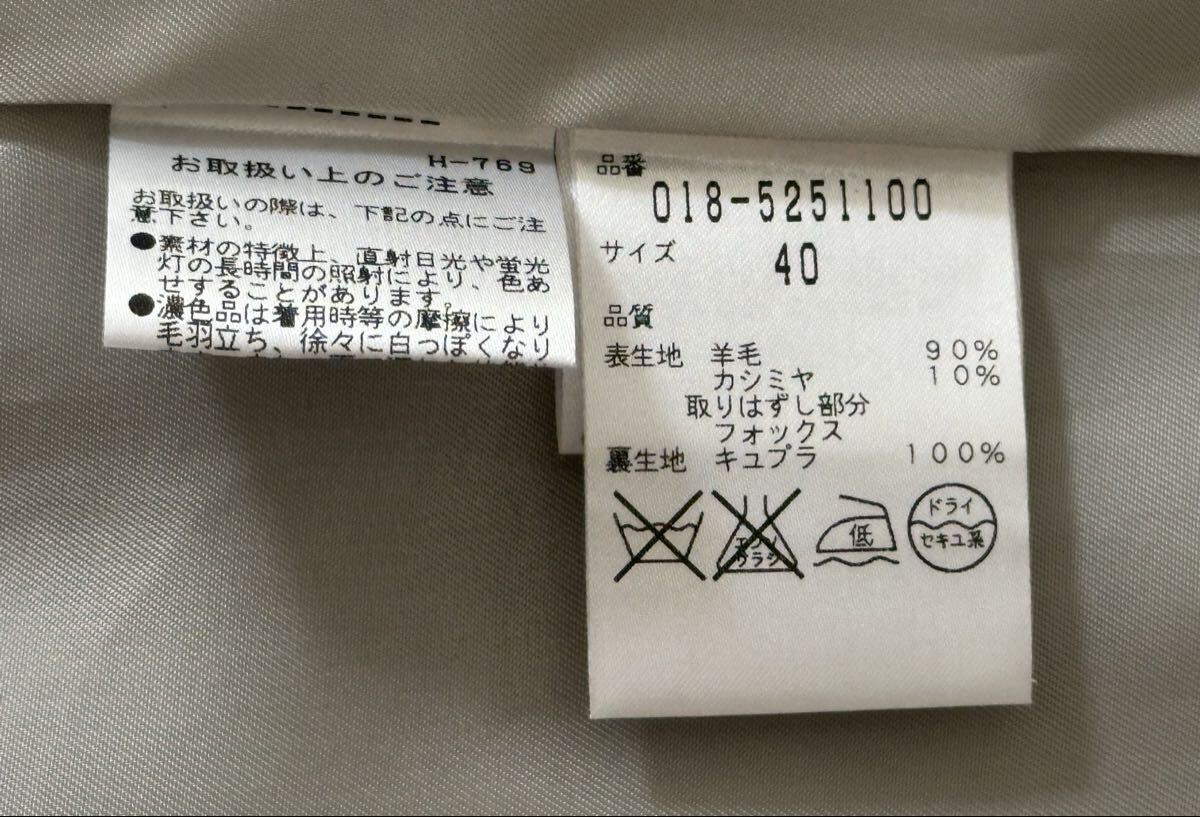 H-769
お取扱い上のご注意
お取扱いの際は、下記の点にご注
意下さい。
●素材の特徴上、直射日光や蛍光
灯の長時間の照射により、色あ
せすることがあります。
●濃色品は着用時等の摩擦により
毛羽立ち、徐々に白っぽくなり
品番
018-5251100
サイズ
40
品質
表生地 羊毛 90%
カシミヤ 10%
取りはずし部分
フォックス
裏生地 キュプラ 100%
エンソ
サラシ
低
ドライ
セキユ系